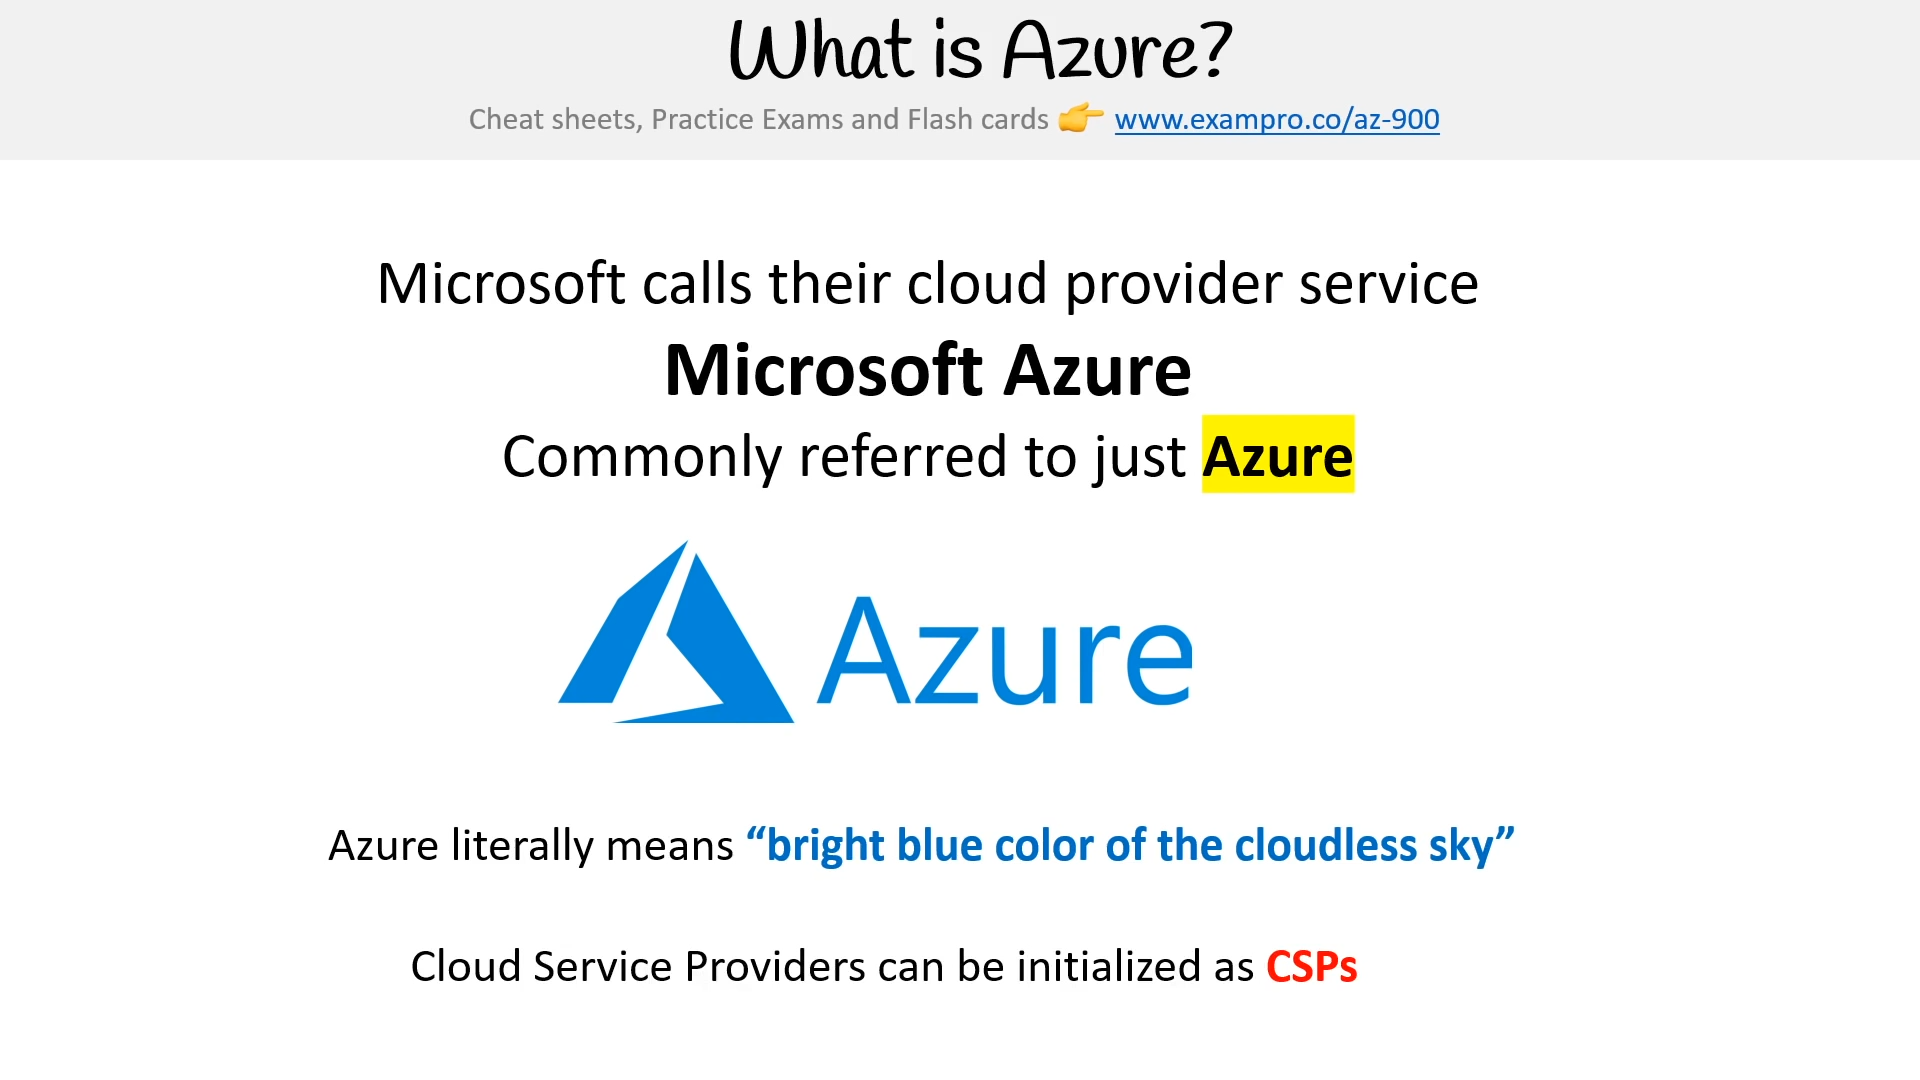 What is Azure?
Cheat sheets, Practice Exams and Flash cards 👉 www.exampro.co/az-900
Microsoft calls their cloud provider service
Microsoft Azure
Commonly referred to just Azure
Azure
Azure literally means “bright blue color of the cloudless sky”
Cloud Service Providers can be initialized as CSPs